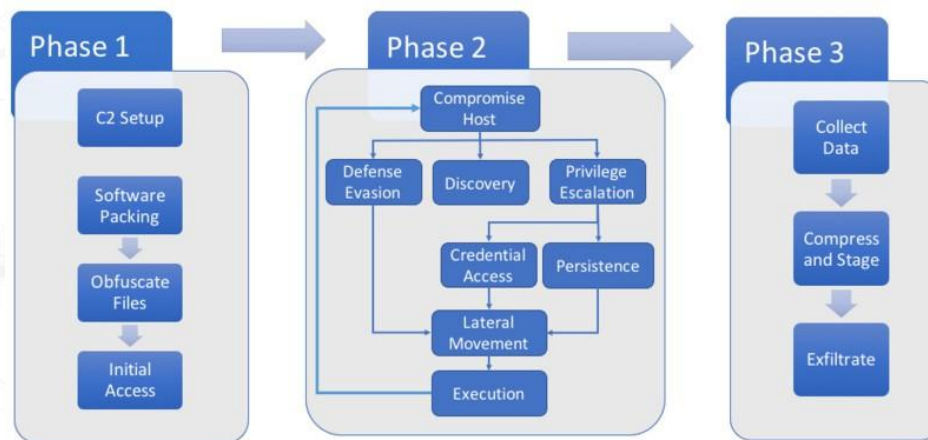 Phase 1
C2 Setup
Software
Packing
Obfuscate
Files
Initial
Access
Phase 2
Compromise
Host
Defense
Evasion
Discovery
Privilege
Escalation
Credential
Access
Persistence
Lateral
Movement
Execution
Phase 3
Collect
Data
Compress
and Stage
Exfiltrate